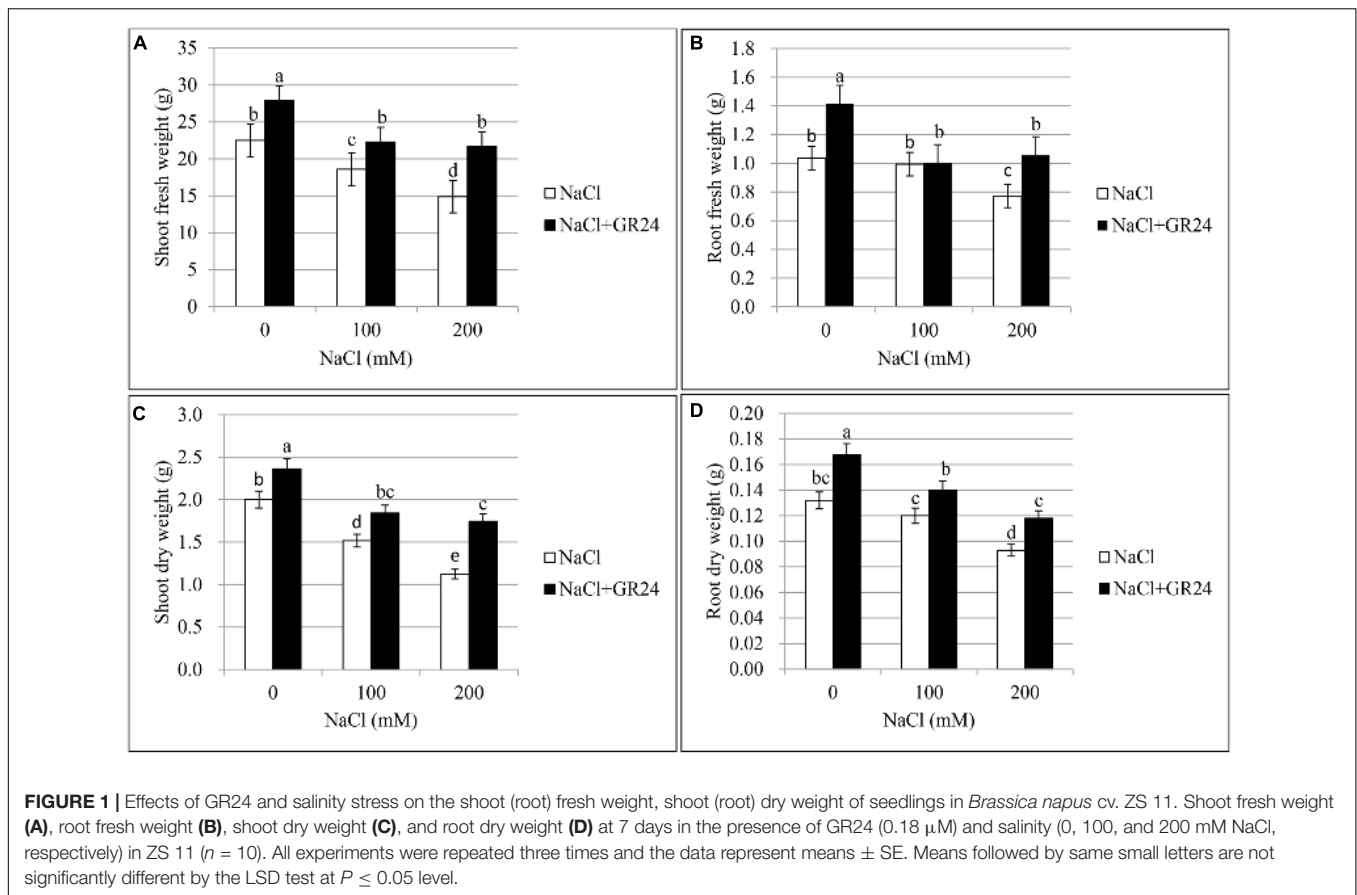 A
35
30
25
20
15
10
5
0
Shoot fresh weight (g)
b
a
c
b
d
b
0 100 200
NaCl (mM)
NaCl
NaCl+GR24
B
1.8
1.6
1.4
1.2
1.0
0.8
0.6
0.4
0.2
0.0
Root fresh weight (g)
b
a
b
b
c
b
0 100 200
NaCl (mM)
NaCl
NaCl+GR24
C
3.0
2.5
2.0
1.5
1.0
0.5
0.0
Shoot dry weight (g)
b
a
d
bc
e
c
0 100 200
NaCl (mM)
NaCl
NaCl+GR24
D
0.20
0.18
0.16
0.14
0.12
0.10
0.08
0.06
0.04
0.02
0.00
Root dry weight (g)
bc
a
c
b
d
c
0 100 200
NaCl (mM)
NaCl
NaCl+GR24
FIGURE 1 | Effects of GR24 and salinity stress on the shoot (root) fresh weight, shoot (root) dry weight of seedlings in Brassica napus cv. ZS 11. Shoot fresh weight
(A), root fresh weight (B), shoot dry weight (C), and root dry weight (D) at 7 days in the presence of GR24 (0.18 μM) and salinity (0, 100, and 200 mM NaCl,
respectively) in ZS 11 (n = 10). All experiments were repeated three times and the data represent means ± SE. Means followed by same small letters are not
significantly different by the LSD test at P ≤ 0.05 level.